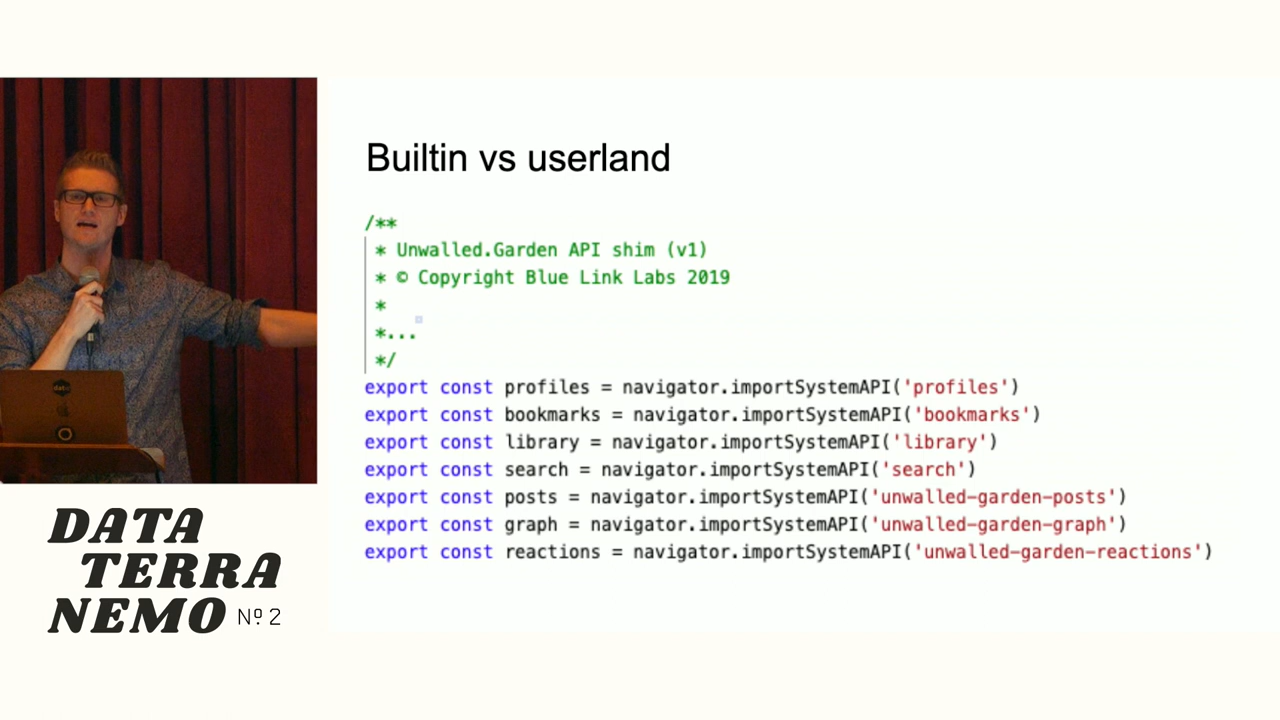 Builtin vs userland
/**
* Unwalled.Garden API shim (v1)
* © Copyright Blue Link Labs 2019
*
*...
*/
export const profiles = navigator.importSystemAPI('profiles')
export const bookmarks = navigator.importSystemAPI('bookmarks')
export const library = navigator.importSystemAPI('library')
export const search = navigator.importSystemAPI('search')
export const posts = navigator.importSystemAPI('unwalled-garden-posts')
export const graph = navigator.importSystemAPI('unwalled-garden-graph')
export const reactions = navigator.importSystemAPI('unwalled-garden-reactions')
DATA
TERRA
NEMO Nº 2